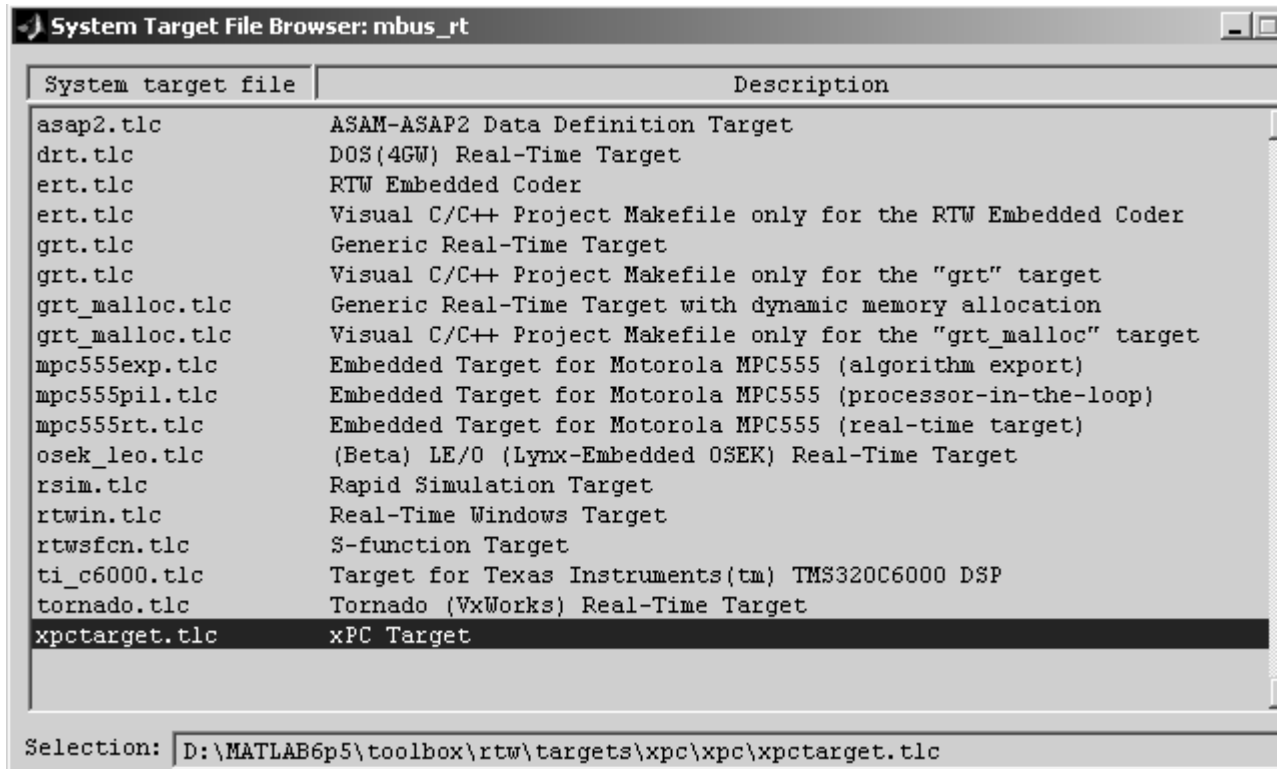 System Target File Browser: mbus_rt
System target file Description
asap2.tlc ASAM-ASAP2 Data Definition Target
drt.tlc DOS(4GW) Real-Time Target
ert.tlc RTW Embedded Coder
ert.tlc Visual C/C++ Project Makefile only for the RTW Embedded Coder
grt.tlc Generic Real-Time Target
grt.tlc Visual C/C++ Project Makefile only for the "grt" target
grt_malloc.tlc Generic Real-Time Target with dynamic memory allocation
grt_malloc.tlc Visual C/C++ Project Makefile only for the "grt_malloc" target
mpc555exp.tlc Embedded Target for Motorola MPC555 (algorithm export)
mpc555pil.tlc Embedded Target for Motorola MPC555 (processor-in-the-loop)
mpc555rt.tlc Embedded Target for Motorola MPC555 (real-time target)
osek_leo.tlc (Beta) LE/O (Lynx-Embedded OSEK) Real-Time Target
rsim.tlc Rapid Simulation Target
rtwin.tlc Real-Time Windows Target
rtwsfcn.tlc S-function Target
ti_c6000.tlc Target for Texas Instruments(tm) TMS320C6000 DSP
tornado.tlc Tornado (VxWorks) Real-Time Target
xpctarget.tlc xPC Target
Selection: D:\MATLAB6p5\toolbox\rtw\targets\xpc\xpc\xpctarget.tlc